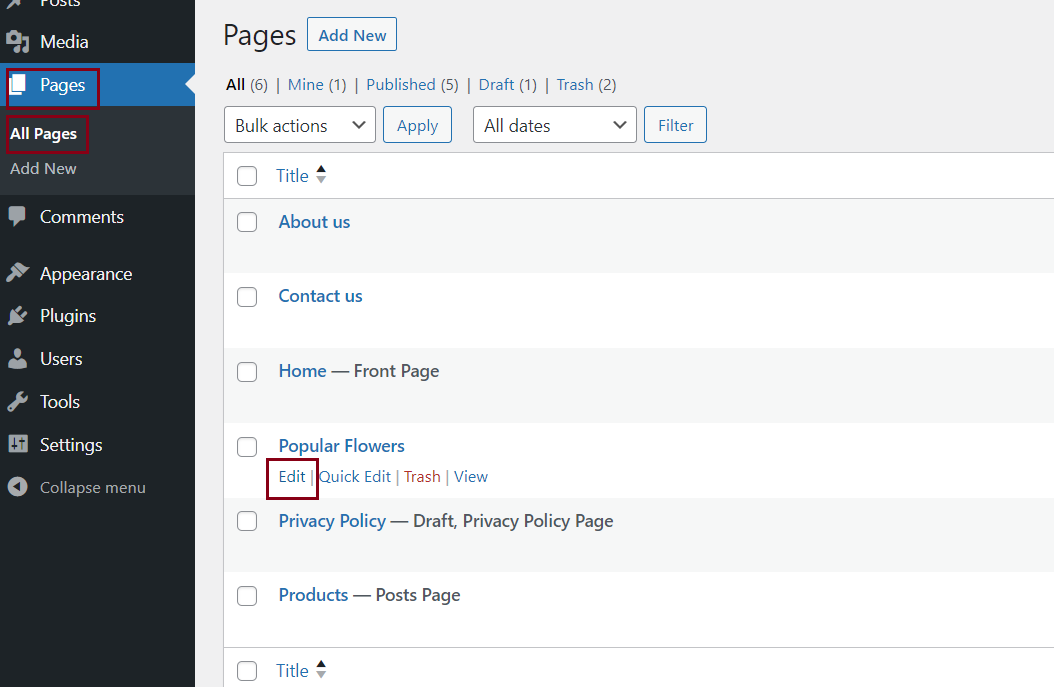 Posts
Media
Pages
All Pages
Add New
Comments
Appearance
Plugins
Users
Tools
Settings
Collapse menu
Pages Add New
All (6) | Mine (1) | Published (5) | Draft (1) | Trash (2)
Bulk actions Apply All dates Filter
Title
About us
Contact us
Home — Front Page
Popular Flowers
Edit | Quick Edit | Trash | View
Privacy Policy — Draft, Privacy Policy Page
Products — Posts Page
Title